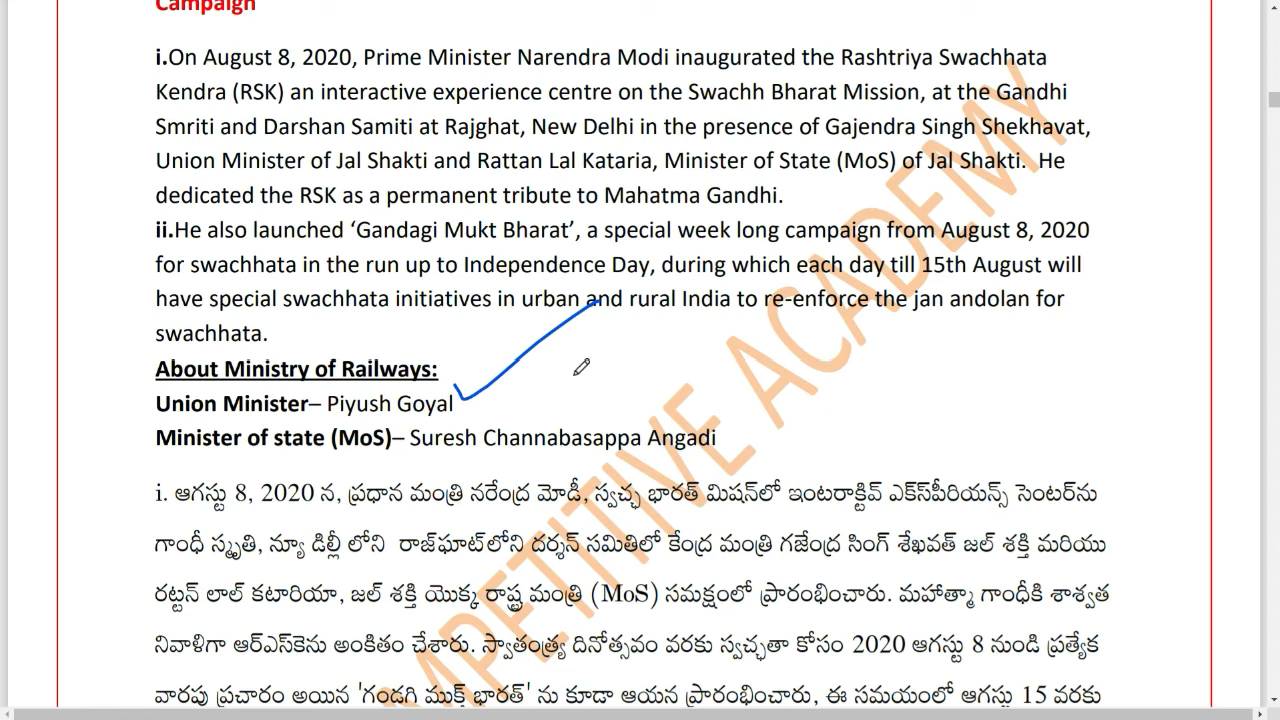 Campaign
i.On August 8, 2020, Prime Minister Narendra Modi inaugurated the Rashtriya Swachhata
Kendra (RSK) an interactive experience centre on the Swachh Bharat Mission, at the Gandhi
Smriti and Darshan Samiti at Rajghat, New Delhi in the presence of Gajendra Singh Shekhavat,
Union Minister of Jal Shakti and Rattan Lal Kataria, Minister of State (MoS) of Jal Shakti. He
dedicated the RSK as a permanent tribute to Mahatma Gandhi.
ii.He also launched ‘Gandagi Mukt Bharat’, a special week long campaign from August 8, 2020
for swachhata in the run up to Independence Day, during which each day till 15th August will
have special swachhata initiatives in urban and rural India to re-enforce the jan andolan for
swachhata.
About Ministry of Railways:
Union Minister– Piyush Goyal
Minister of state (MoS)– Suresh Channabasappa Angadi
i. ఆగస్టు 8, 2020 న, ప్రధాన మంత్రి నరేంద్ర మోడీ, స్వచ్ఛ భారత్ మిషన్‌లో ఇంటరాక్టివ్ ఎక్స్‌పీరియన్స్ సెంటర్‌ను
గాంధీ స్మృతి, న్యూ డిల్లీ లోని రాజ్‌ఘాట్‌లోని దర్శన్ సమితిలో కేంద్ర మంత్రి గజేంద్ర సింగ్ శేఖవత్ జల్ శక్తి మరియు
రట్టన్ లాల్ కటారియా, జల్ శక్తి యొక్క రాష్ట్ర మంత్రి (MoS) సమక్షంలో ప్రారంభించారు. మహాత్మా గాంధీకి శాశ్వత
నివాళిగా ఆర్‌ఎస్‌కెను అంకితం చేశారు. స్వాతంత్ర్య దినోత్సవం వరకు స్వచ్ఛతా కోసం 2020 ఆగస్టు 8 నుండి ప్రత్యేక
వారపు ప్రచారం అయిన 'గండగి ముక్త్ భారత్' ను కూడా ఆయన ప్రారంభించారు, ఈ సమయంలో ఆగస్టు 15 వరకు
MPETITIVE ACADEMY